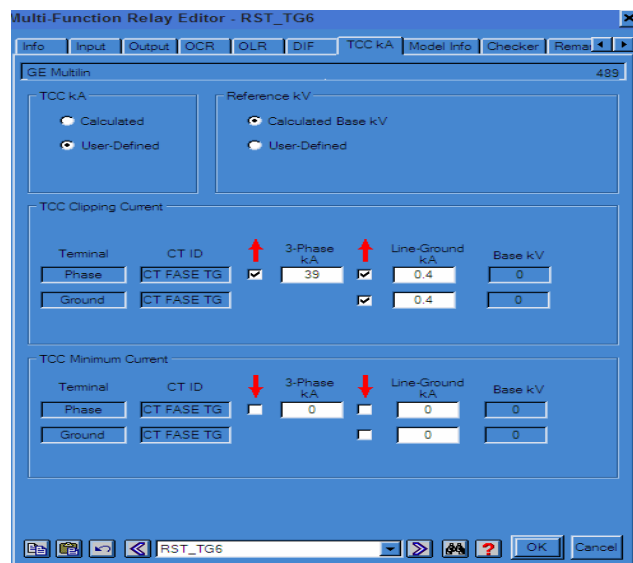 Multi-Function Relay Editor - RST_TG6
Info Input Output OCR OLR DIF TCC kA Model Info Checker Remar
GE Multilin 489
TCC kA Reference kV
Calculated Calculated Base kV
User-Defined User-Defined
TCC Clipping Current
Terminal CT ID 3-Phase kA Line-Ground kA Base kV
Phase CT FASE TG 39 0.4 0
Ground CT FASE TG 0.4 0
TCC Minimum Current
Terminal CT ID 3-Phase kA Line-Ground kA Base kV
Phase CT FASE TG 0 0 0
Ground CT FASE TG 0 0
RST_TG6 ? OK Cancel